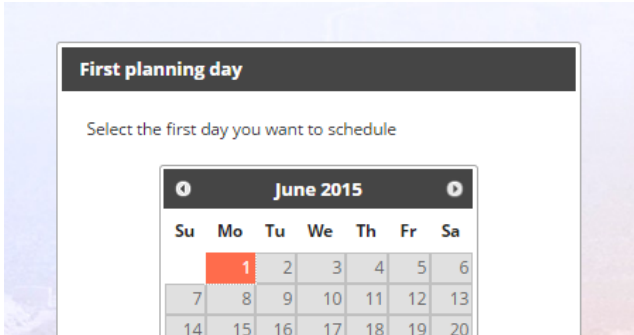 First planning day
Select the first day you want to schedule
June 2015
Su Mo Tu We Th Fr Sa
1 2 3 4 5 6
7 8 9 10 11 12 13
14 15 16 17 18 19 20